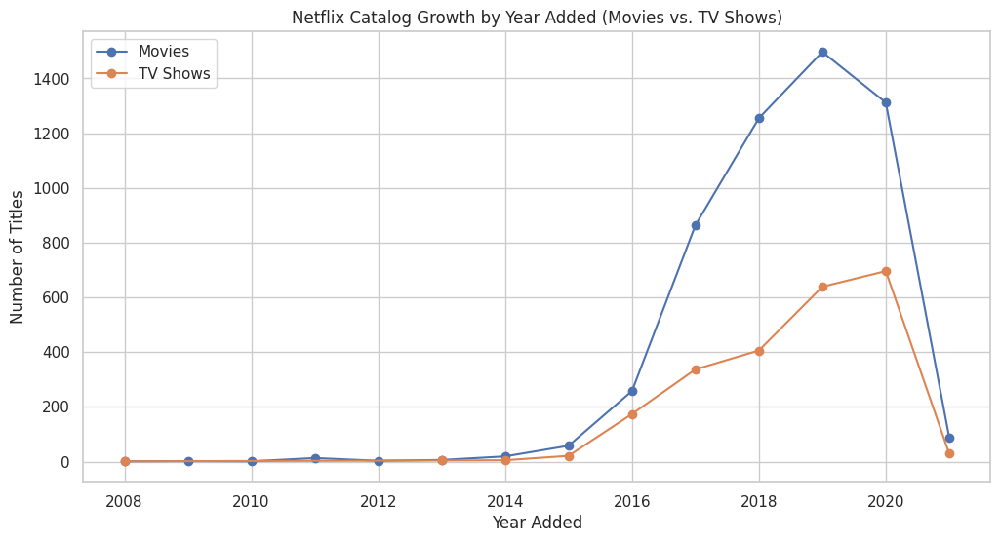 Netflix Catalog Growth by Year Added (Movies vs. TV Shows)
Movies
TV Shows
Number of Titles
1400
1200
1000
800
600
400
200
0
2008 2010 2012 2014 2016 2018 2020
Year Added